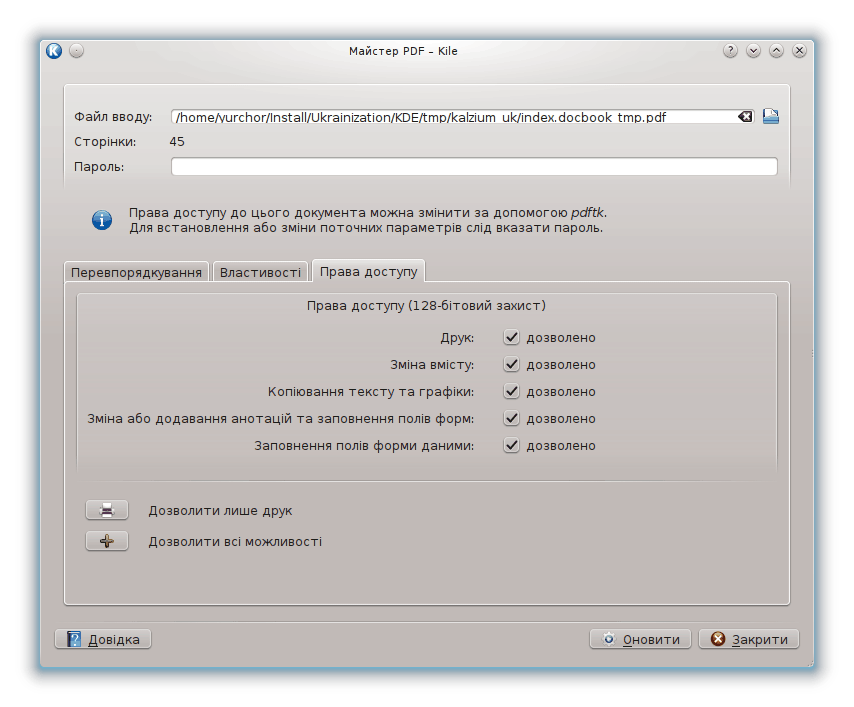 Майстер PDF – Kile
Файл вводу: /home/yurchor/Install/Ukrainization/KDE/tmp/kalzium_uk/index.docbook_tmp.pdf
Сторінки: 45
Пароль:
Права доступу до цього документа можна змінити за допомогою pdftk.
Для встановлення або зміни поточних параметрів слід вказати пароль.
Перевпорядкування Властивості Права доступу
Права доступу (128-бітовий захист)
Друк: дозволено
Зміна вмісту: дозволено
Копіювання тексту та графіки: дозволено
Зміна або додавання анотацій та заповнення полів форм: дозволено
Заповнення полів форми даними: дозволено
Дозволити лише друк
Дозволити всі можливості
Довідка Оновити Закрити